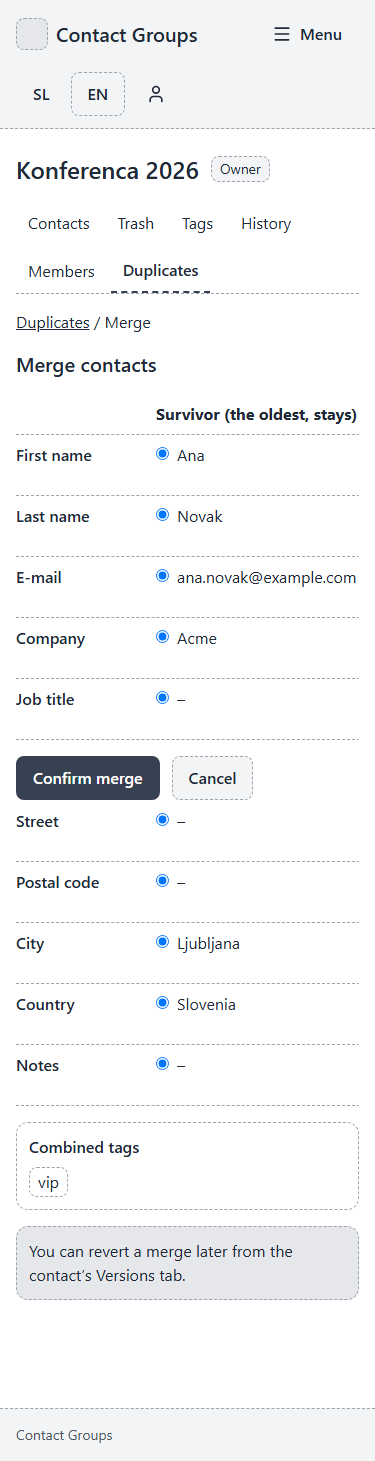 Contact Groups
Menu
SL
EN
Konferenca 2026
Owner
Contacts
Trash
Tags
History
Members
Duplicates
Duplicates / Merge
Merge contacts
Survivor (the oldest, stays)
First name
Ana
Last name
Novak
E-mail
ana.novak@example.com
Company
Acme
Job title
–
Confirm merge
Cancel
Street
–
Postal code
–
City
Ljubljana
Country
Slovenia
Notes
–
Combined tags
vip
You can revert a merge later from the
contact's Versions tab.
Contact Groups